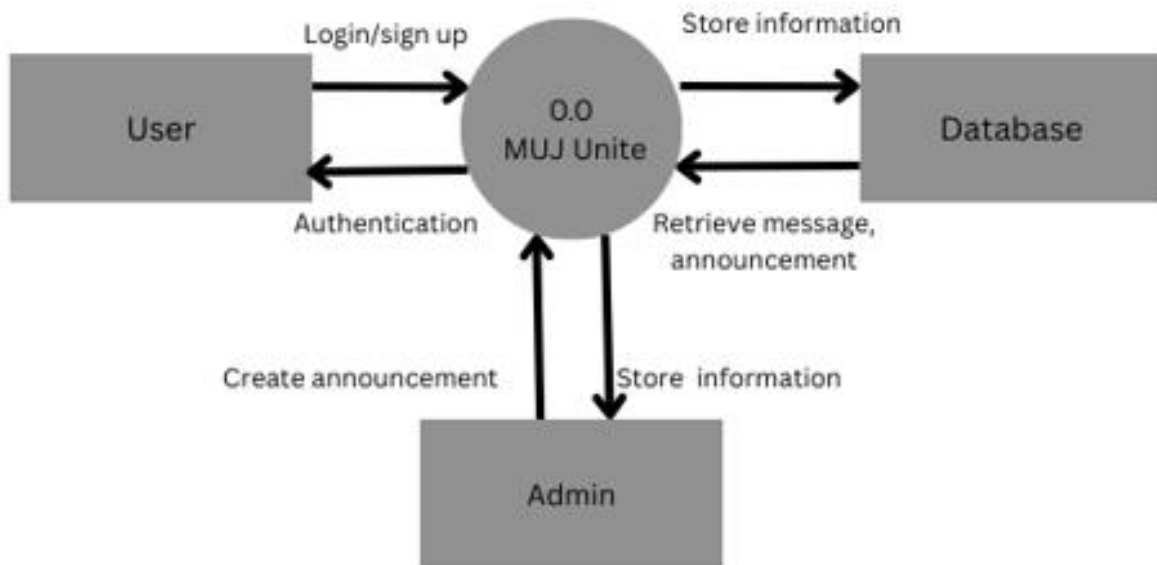 Login/sign up
Store information
User
0.0
MUJ Unite
Database
Authentication
Retrieve message,
announcement
Create announcement
Store information
Admin